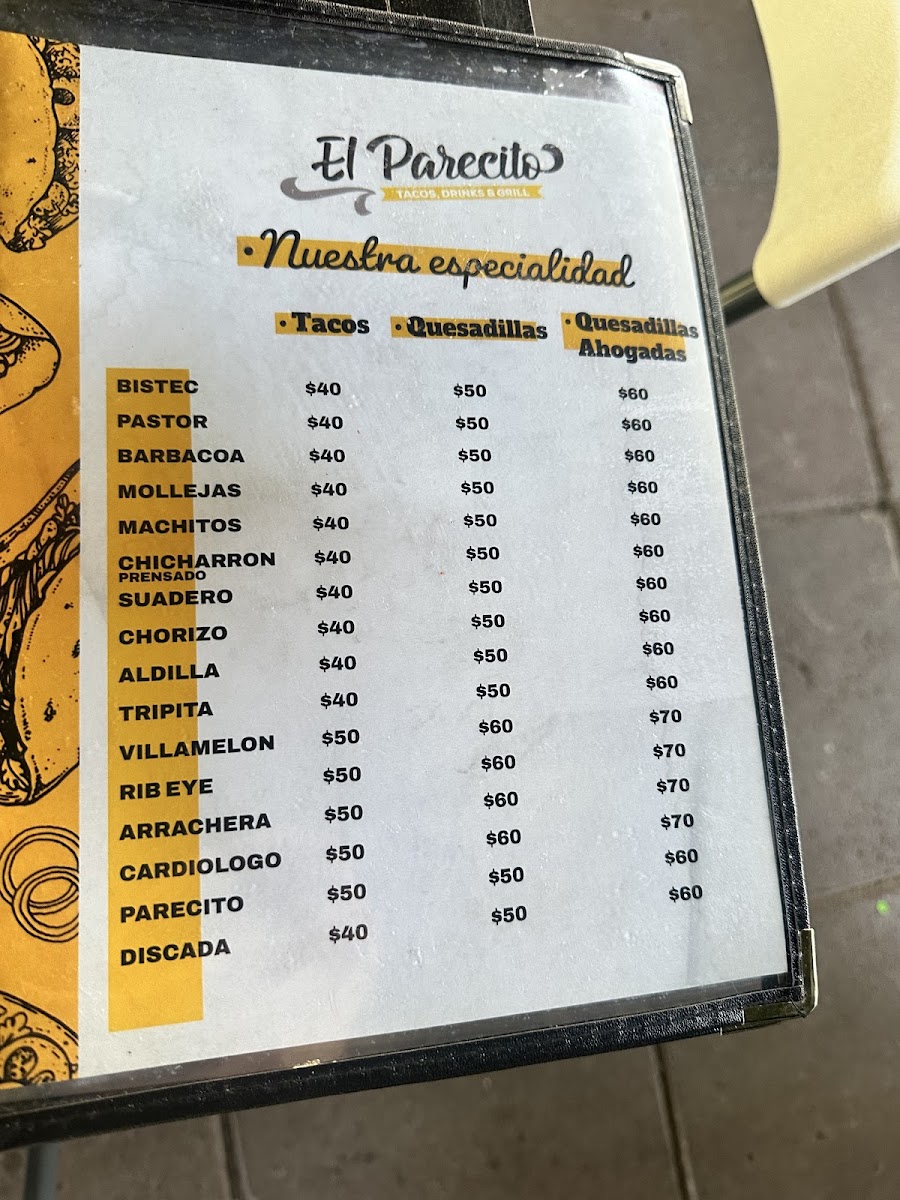 El Parecito
TACOS, DRINKS & GRILL
• Nuestra especialidad
• Tacos • Quesadillas • Quesadillas
Ahogadas
BISTEC $40 $50 $60
PASTOR $40 $50 $60
BARBACOA $40 $50 $60
MOLLEJAS $40 $50 $60
MACHITOS $40 $50 $60
CHICHARRON $40 $50 $60
PRENSADO
SUADERO $40 $50 $60
CHORIZO $40 $50 $60
ALDILLA $40 $50 $60
TRIPITA $40 $50 $60
VILLAMELON $50 $60 $70
RIB EYE $50 $60 $70
ARRACHERA $50 $60 $70
CARDIOLOGO $50 $60 $70
PARECITO $50 $50 $60
DISCADA $40 $50 $60